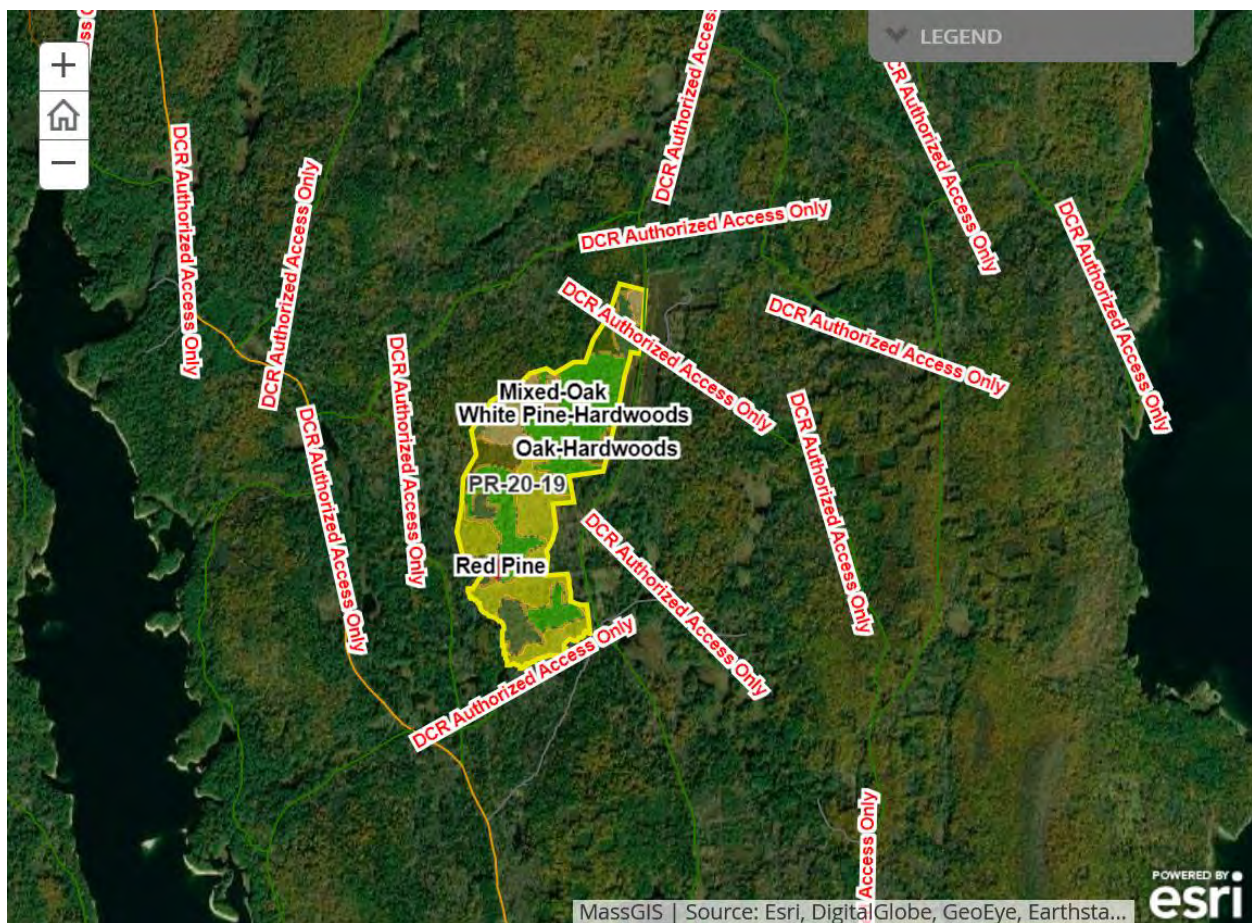 LEGEND
ss O
DCR Authorized Acces
DCR Authorized Access Only
DCR Authorized Access Only
DCR Authorized Access Only
DCR Authorized Access Only
DCR Authorized Access Only
DCR Authorized Access Only
DCR Authorized Access Only
DCR Authorized Access Only
DCR Authorized Access Only
Mixed-Oak
White Pine-Hardwoods
Oak-Hardwoods
PR-20-19
DCR Authorized Access Only
DCR Authorized Access Only
Red Pine
DCR Authorized Access Only
DCR Authorized Access Only
Access Only
MassGIS | Source: Esri, DigitalGlobe, GeoEye, Earthsta...
POWERED BY
esri